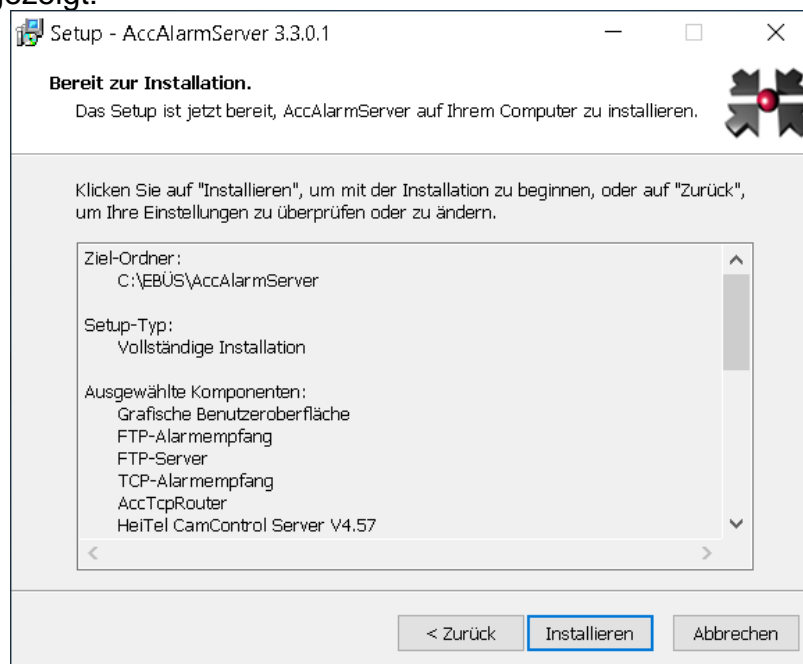 gezeigt.
Setup - AccAlarmServer 3.3.0.1
Bereit zur Installation.
Das Setup ist jetzt bereit, AccAlarmServer auf Ihrem Computer zu installieren.
Klicken Sie auf "Installieren", um mit der Installation zu beginnen, oder auf "Zurück",
um Ihre Einstellungen zu überprüfen oder zu ändern.
Ziel-Ordner:
C:\EBÜS\AccAlarmServer
Setup-Typ:
Vollständige Installation
Ausgewählte Komponenten:
Grafische Benutzeroberfläche
FTP-Alarmempfang
FTP-Server
TCP-Alarmempfang
AccTcpRouter
HeiTel CamControl Server V4.57
< Zurück Installieren Abbrechen